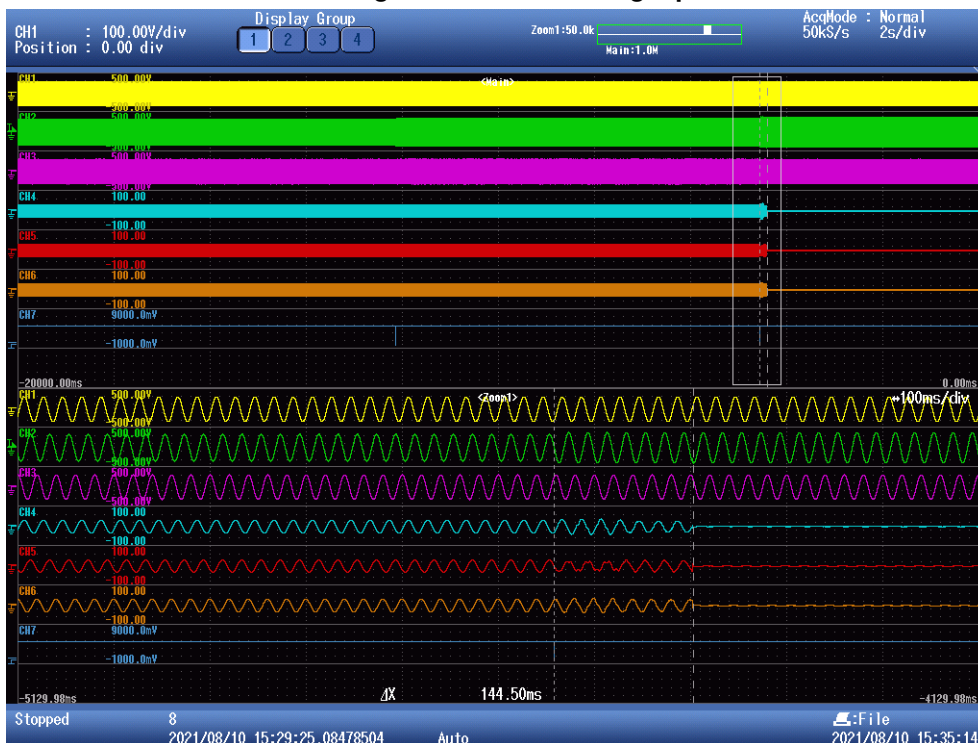 CH1 : 100.00V/div
Position : 0.00 div
Display Group
1 2 3 4
Zoom1:50.0k
Main:1.0M
AcqMode : Normal
50kS/s 2s/div
<Main>
CH1 500.00V
-500.00V
CH2 500.00V
-500.00V
CH3 500.00V
-500.00V
CH4 100.00
-100.00
CH5 100.00
-100.00
CH6 100.00
-100.00
CH7 9000.0mV
-1000.0mV
-20000.00ms 0.00ms
<Zoom1>
↔100ms/div
CH1 500.00V
-500.00V
CH2 500.00V
-500.00V
CH3 500.00V
-500.00V
CH4 100.00
-100.00
CH5 100.00
-100.00
CH6 100.00
-100.00
CH7 9000.0mV
-1000.0mV
-5129.98ms ΔX 144.50ms -4129.98ms
Stopped 8 :File
2021/08/10 15:29:25.08478504 Auto 2021/08/10 15:35:14